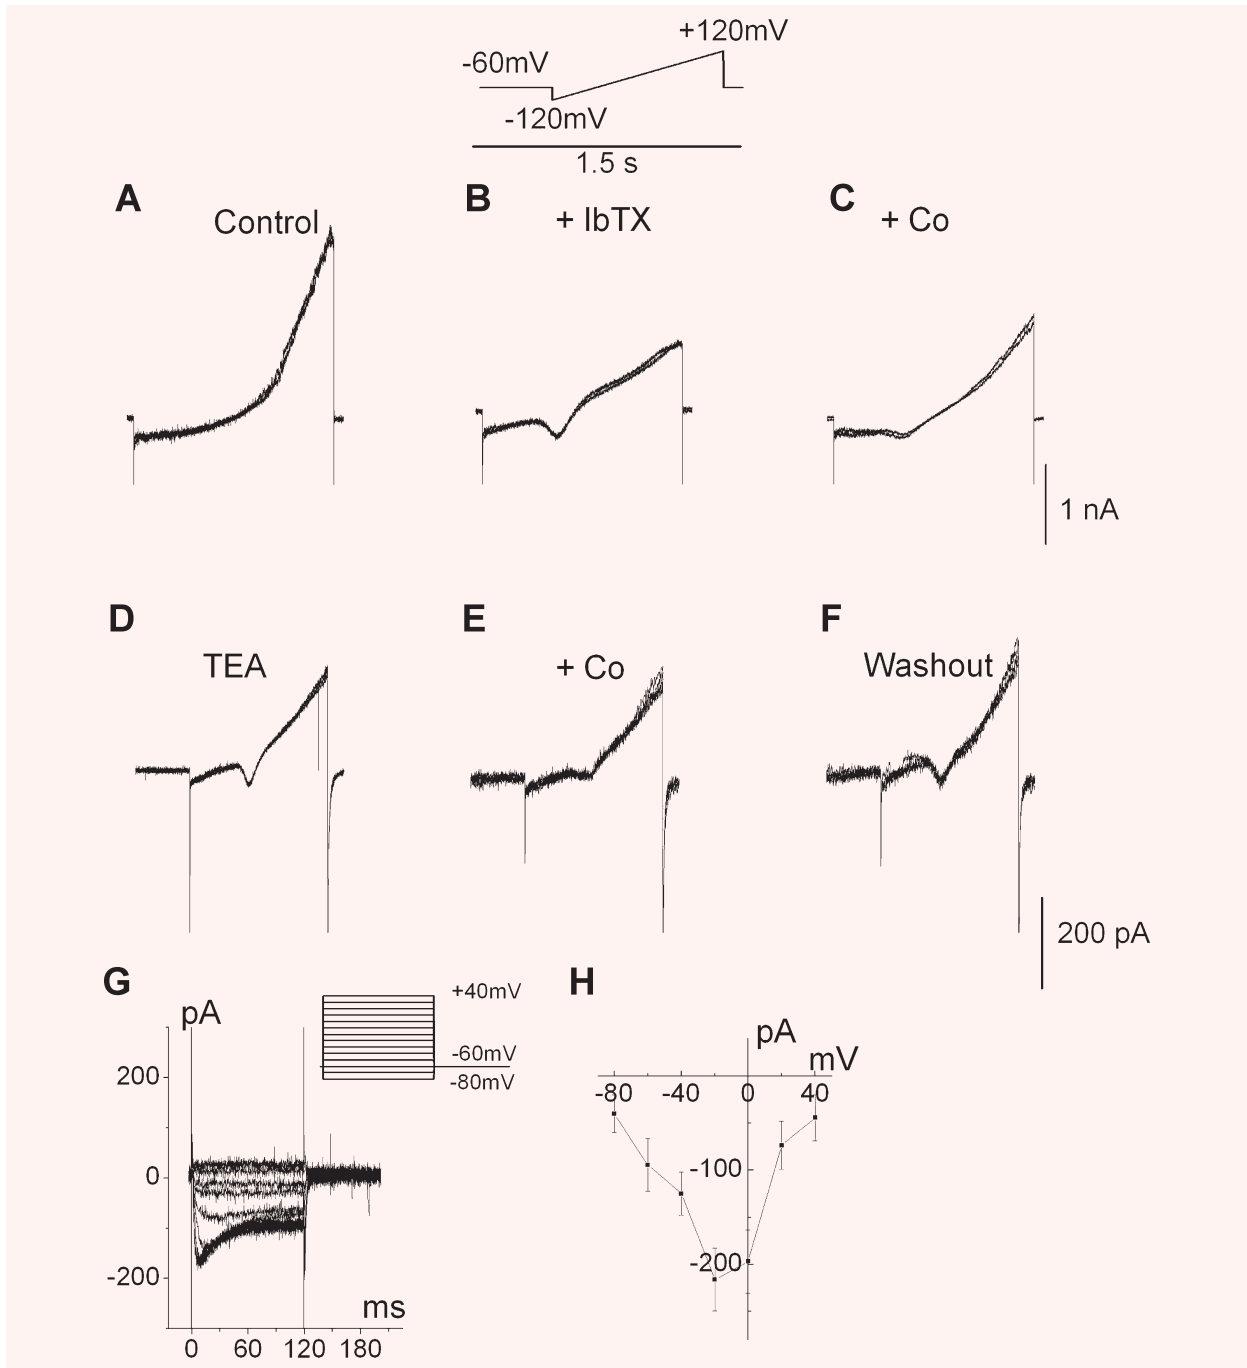 +120mV
-60mV
-120mV
1.5 s
A
Control
B
+ IbTX
C
+ Co
1 nA
D
TEA
E
+ Co
F
Washout
200 pA
G
pA
+40mV
-60mV
-80mV
200
0
-200
ms
0 60 120 180
H
pA
mV
-80 -40 0 40
-100
-200